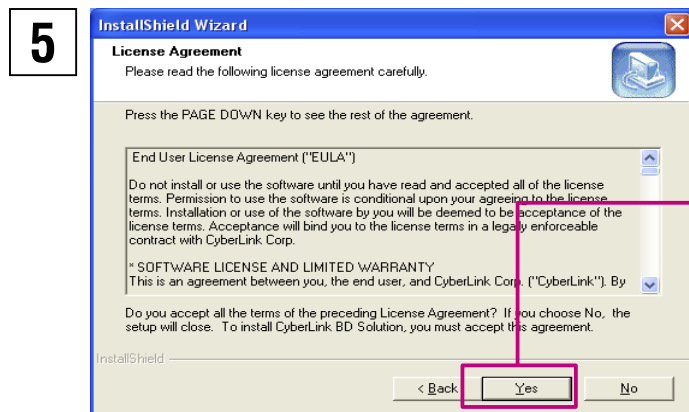 5
InstallShield Wizard
License Agreement
Please read the following license agreement carefully.
Press the PAGE DOWN key to see the rest of the agreement.
End User License Agreement ("EULA")
Do not install or use the software until you have read and accepted all of the license
terms. Permission to use the software is conditional upon your agreeing to the license
terms. Installation or use of the software by you will be deemed to be acceptance of the
license terms. Acceptance will bind you to the license terms in a legally enforceable
contract with CyberLink Corp.
* SOFTWARE LICENSE AND LIMITED WARRANTY
This is an agreement between you, the end user, and CyberLink Corp. ("CyberLink"). By
Do you accept all the terms of the preceding License Agreement? If you choose No, the
setup will close. To install CyberLink BD Solution, you must accept this agreement.
InstallShield
< Back Yes No